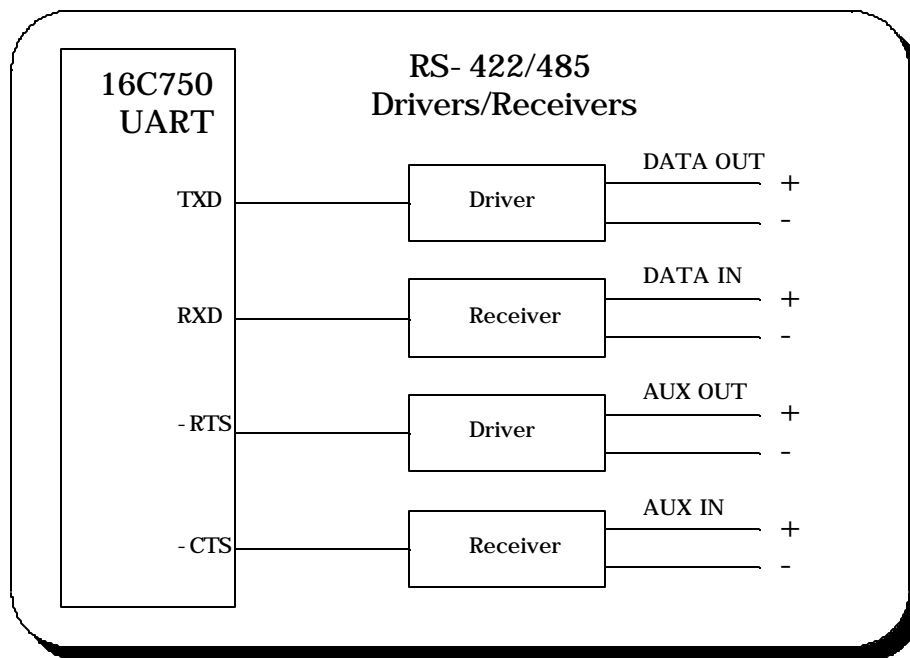 16C750
UART
RS- 422/485
Drivers/Receivers
TXD
Driver
DATA OUT
+
-
RXD
Receiver
DATA IN
+
-
- RTS
Driver
AUX OUT
+
-
- CTS
Receiver
AUX IN
+
-